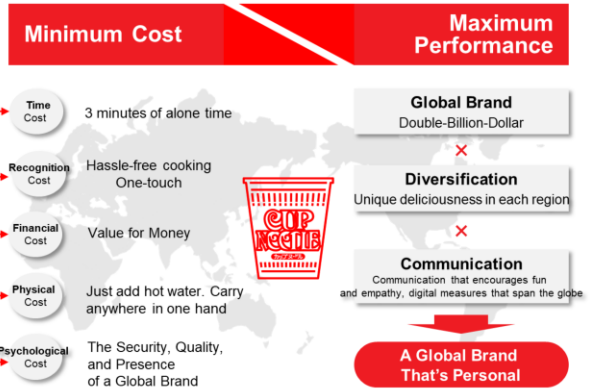 Minimum Cost
Maximum
Performance
Time
Cost
3 minutes of alone time
Recognition
Cost
Hassle-free cooking
One-touch
Financial
Cost
Value for Money
Physical
Cost
Just add hot water. Carry
anywhere in one hand
Psychological
Cost
The Security, Quality,
and Presence
of a Global Brand
CUP
NOODLE
Global Brand
Double-Billion-Dollar
×
Diversification
Unique deliciousness in each region
×
Communication
Communication that encourages fun
and empathy, digital measures that span the globe
A Global Brand
That's Personal